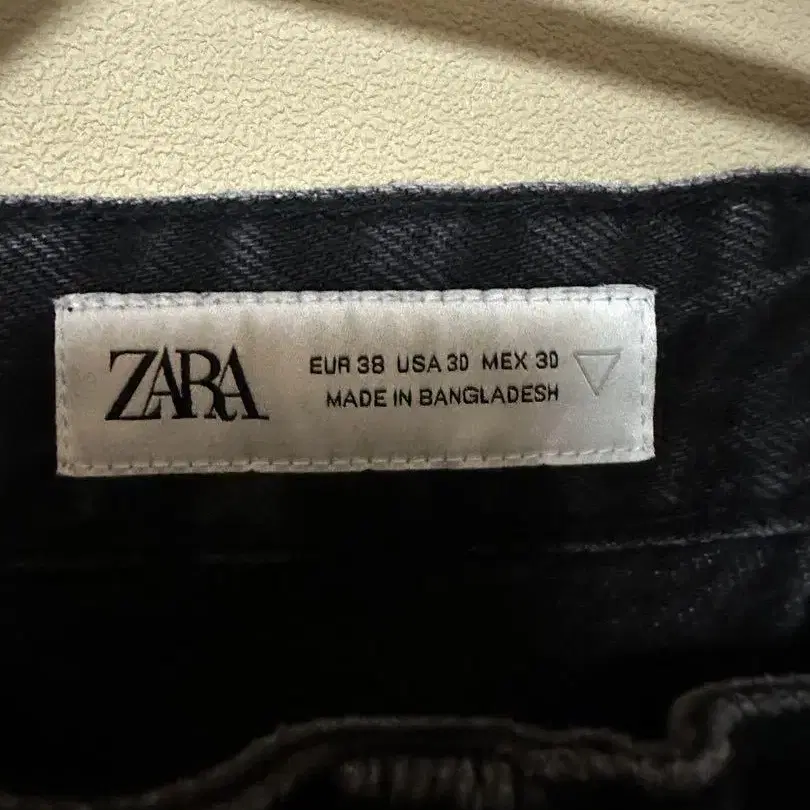 ZARA
EUR 38 USA 30 MEX 30
MADE IN BANGLADESH